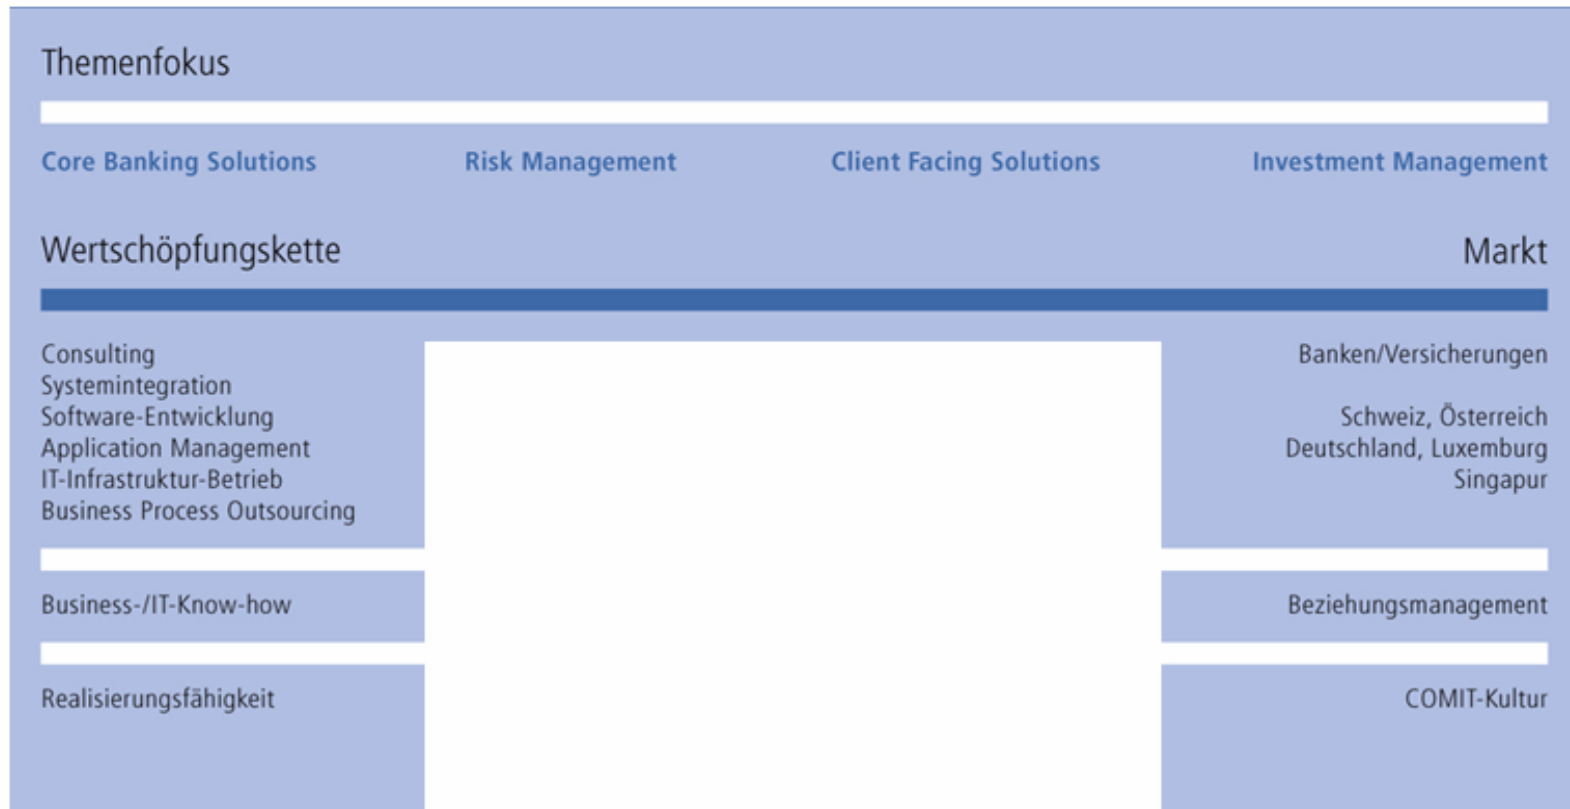 Themenfokus
Core Banking Solutions Risk Management Client Facing Solutions Investment Management
Wertschöpfungskette Markt
Consulting
Systemintegration
Software-Entwicklung
Application Management
IT-Infrastruktur-Betrieb
Business Process Outsourcing
Banken/Versicherungen
Schweiz, Österreich
Deutschland, Luxemburg
Singapur
Business-/IT-Know-how
Beziehungsmanagement
Realisierungsfähigkeit
COMIT-Kultur